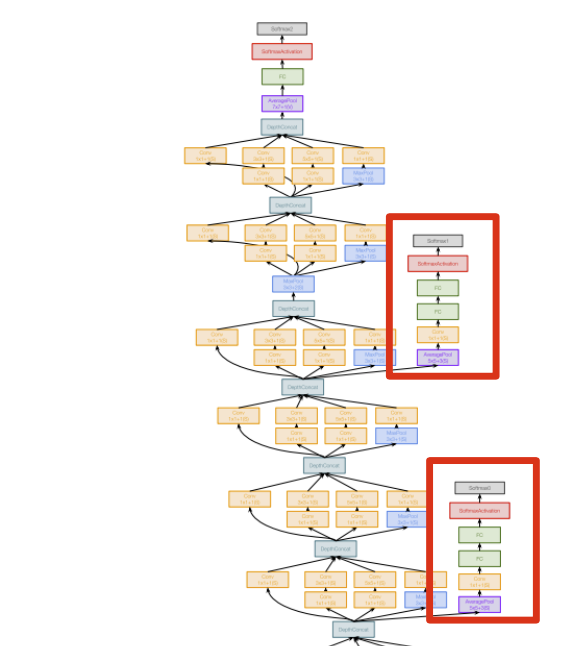 Softmax2
SoftmaxActivation
FC
AveragePool
7x7+1(V)
DepthConcat
Conv Conv Conv Conv
1x1+1(S) 3x3+1(S) 5x5+1(S) 1x1+1(S)
Conv Conv MaxPool
1x1+1(S) 1x1+1(S) 3x3+1(S)
DepthConcat
Conv Conv Conv Conv
1x1+1(S) 3x3+1(S) 5x5+1(S) 1x1+1(S)
Conv Conv MaxPool
1x1+1(S) 1x1+1(S) 3x3+1(S)
MaxPool
3x3+2(S)
DepthConcat
Softmax1
SoftmaxActivation
FC
FC
Conv
1x1+1(S)
AveragePool
5x5+3(V)
Conv Conv Conv Conv
1x1+1(S) 3x3+1(S) 5x5+1(S) 1x1+1(S)
Conv Conv MaxPool
1x1+1(S) 1x1+1(S) 3x3+1(S)
DepthConcat
Conv Conv Conv Conv
1x1+1(S) 3x3+1(S) 5x5+1(S) 1x1+1(S)
Conv Conv MaxPool
1x1+1(S) 1x1+1(S) 3x3+1(S)
DepthConcat
Conv Conv Conv Conv
1x1+1(S) 3x3+1(S) 5x5+1(S) 1x1+1(S)
Conv Conv MaxPool
1x1+1(S) 1x1+1(S) 3x3+1(S)
DepthConcat
SoftmaxActivation
FC
FC
Conv
1x1+1(S)
AveragePool
5x5+3(V)
Conv Conv Conv
1x1+1(S) 3x3+1(S) 5x5+1(S)
Conv Conv
1x1+1(S) 1x1+1(S)
DepthConcat